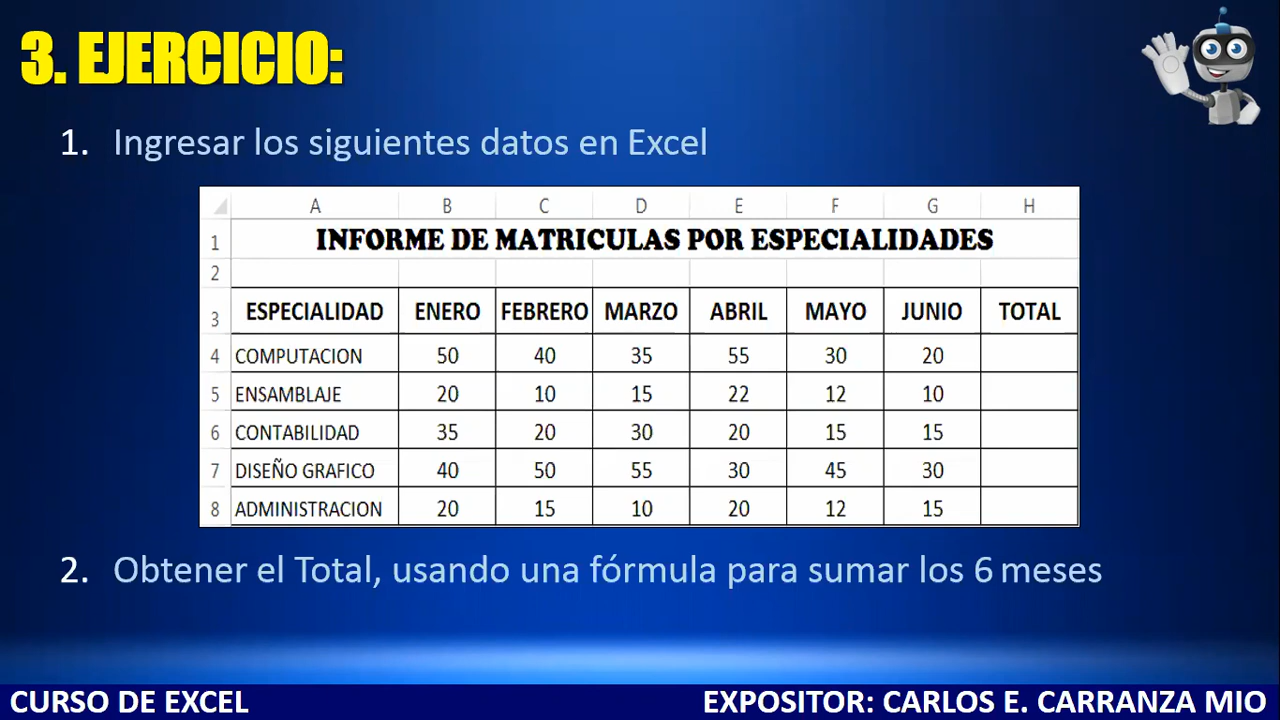 3. EJERCICIO:
1. Ingresar los siguientes datos en Excel
A B C D E F G H
1 INFORME DE MATRICULAS POR ESPECIALIDADES
2
3 ESPECIALIDAD ENERO FEBRERO MARZO ABRIL MAYO JUNIO TOTAL
4 COMPUTACION 50 40 35 55 30 20
5 ENSAMBLAJE 20 10 15 22 12 10
6 CONTABILIDAD 35 20 30 20 15 15
7 DISEÑO GRAFICO 40 50 55 30 45 30
8 ADMINISTRACION 20 15 10 20 12 15
2. Obtener el Total, usando una fórmula para sumar los 6 meses
CURSO DE EXCEL EXPOSITOR: CARLOS E. CARRANZA MIO